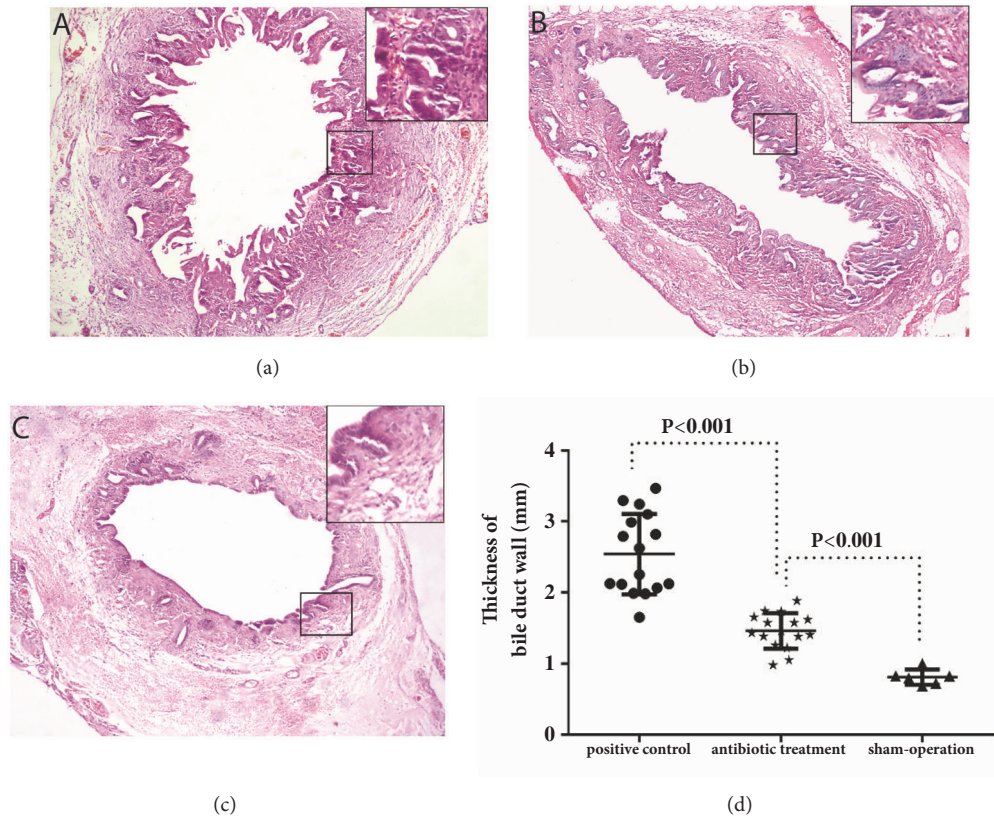 A
B
(a)
(b)
C
(c)
P<0.001
P<0.001
Thickness of
bile duct wall (mm)
4
3
2
1
0
positive control
antibiotic treatment
sham-operation
(d)